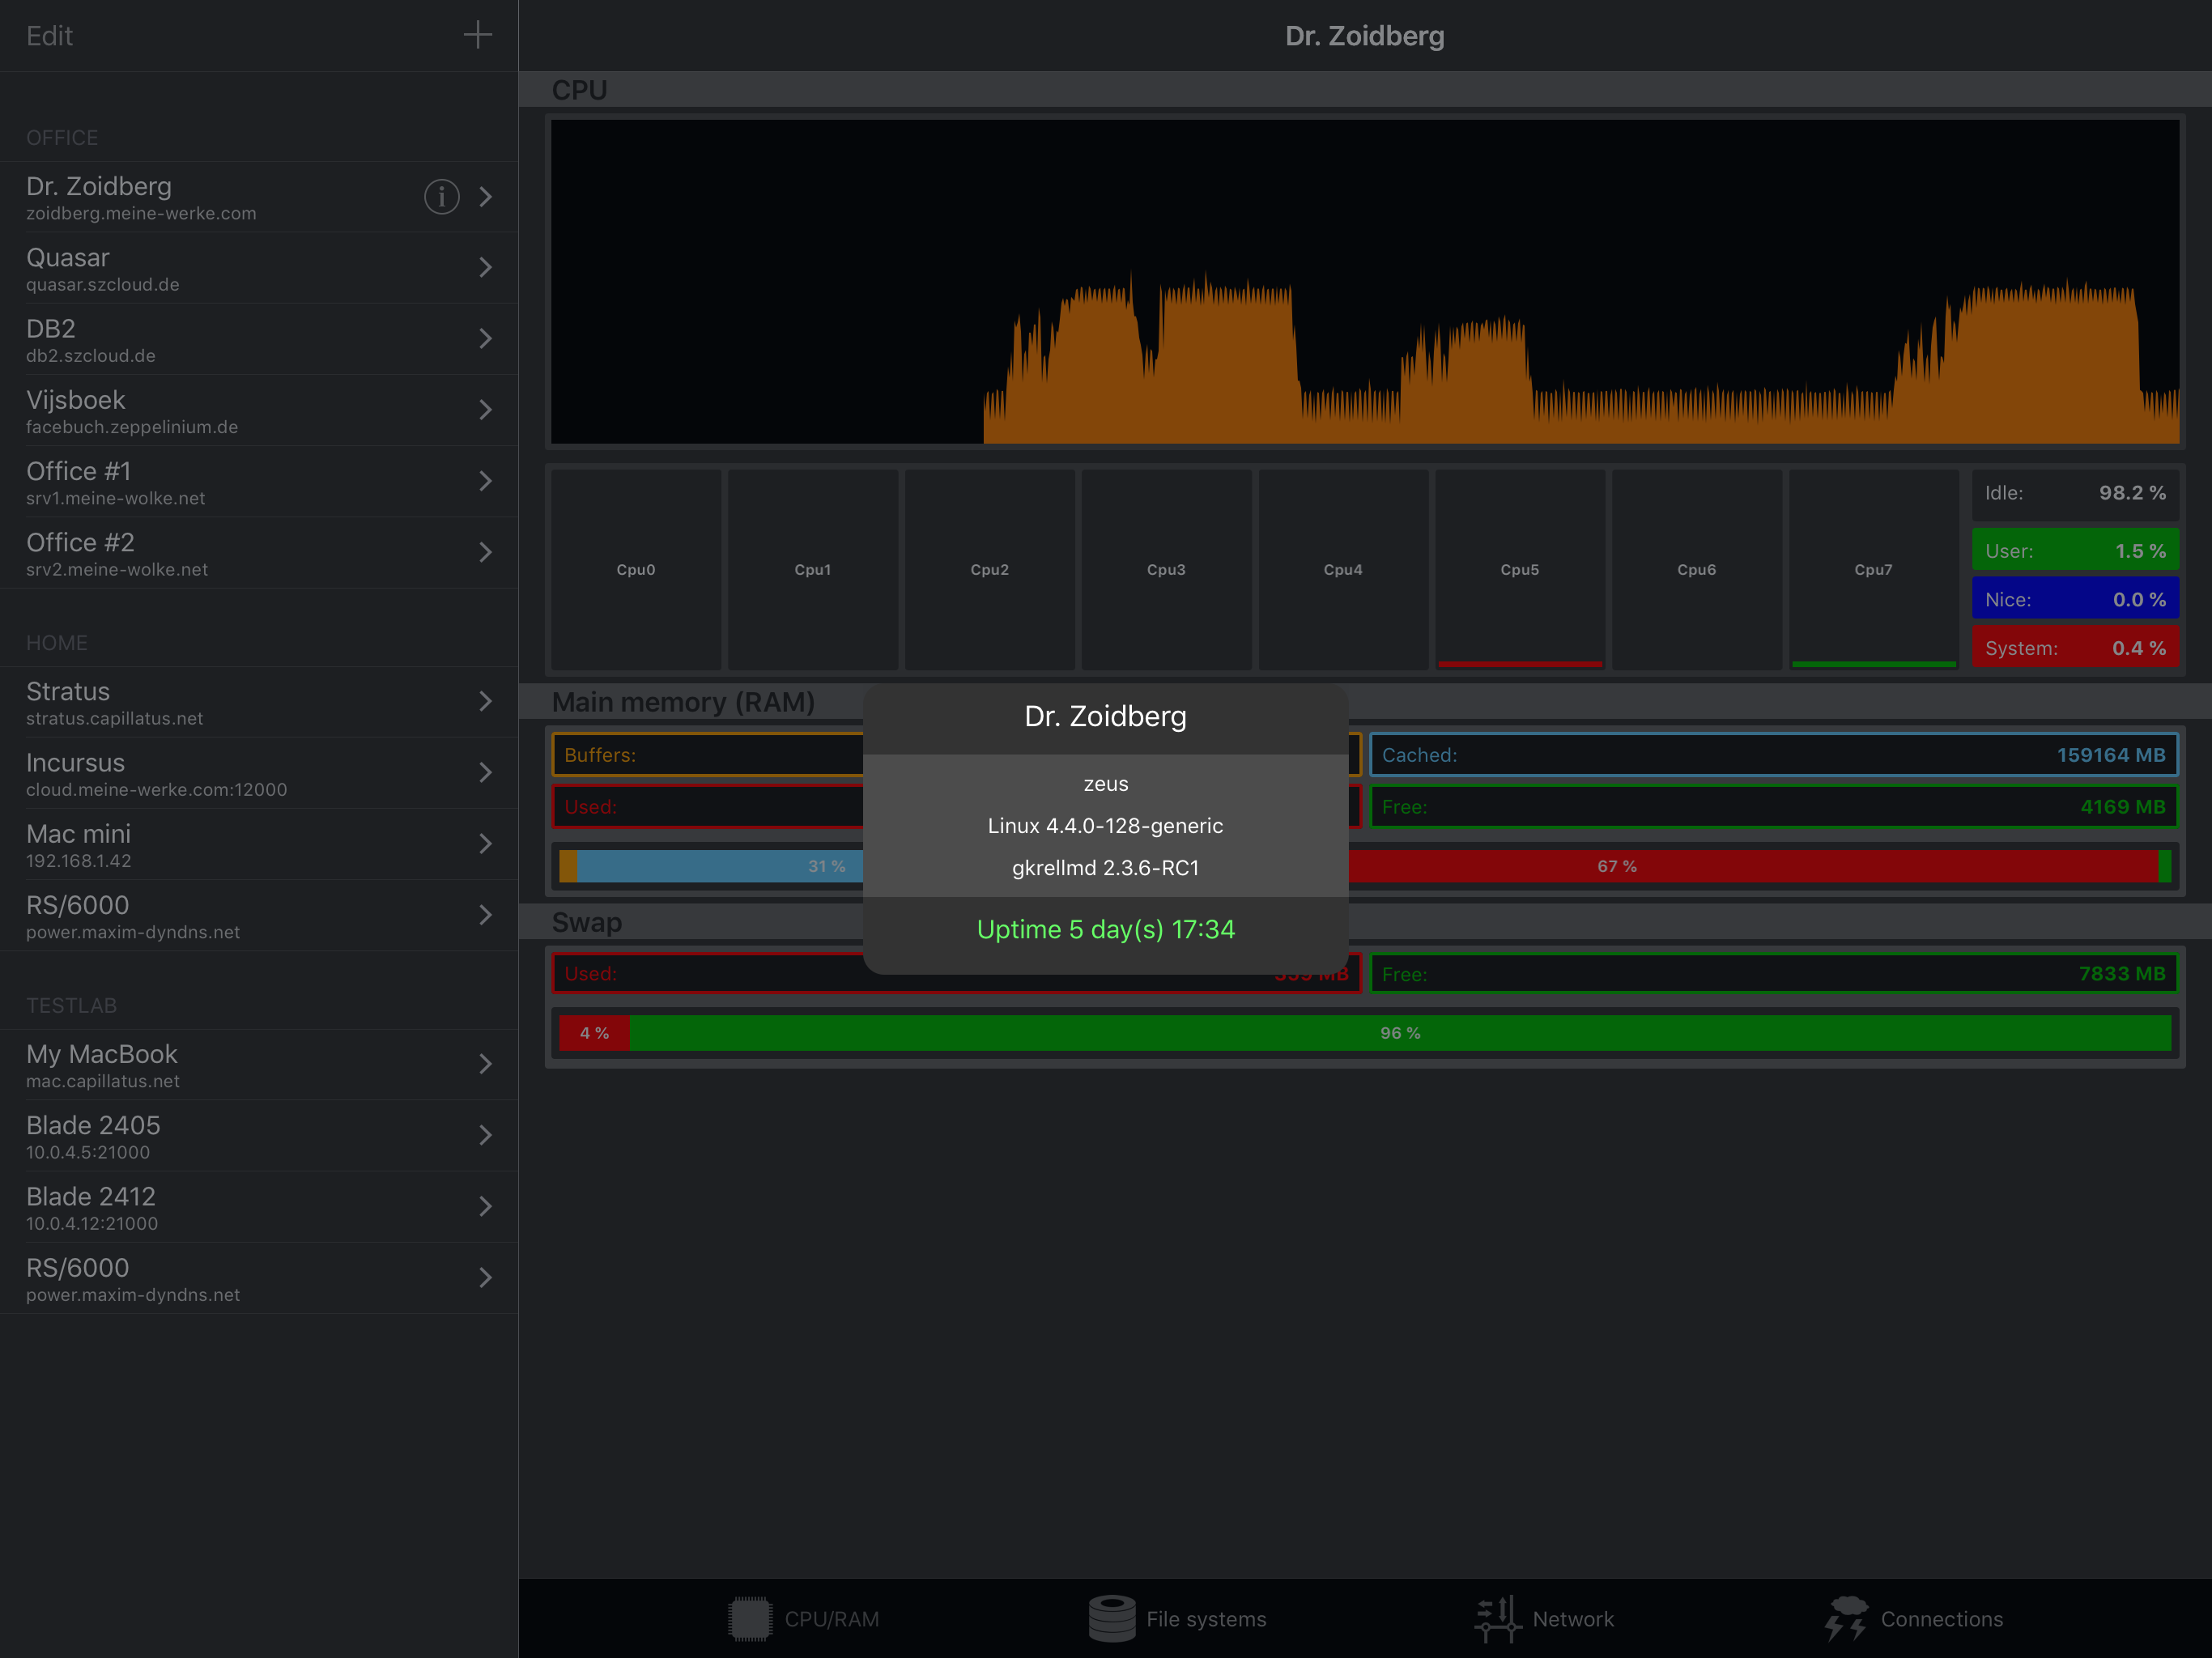 Edit
OFFICE
Dr. Zoidberg
zoidberg.meine-werke.com
Quasar
quasar.szcloud.de
DB2
db2.szcloud.de
Vijsboek
facebuch.zeppelinium.de
Office #1
srv1.meine-wolke.net
Office #2
srv2.meine-wolke.net
HOME
Stratus
stratus.capillatus.net
Incursus
cloud.meine-werke.com:12000
Mac mini
192.168.1.42
RS/6000
power.maxim-dyndns.net
TESTLAB
My MacBook
mac.capillatus.net
Blade 2405
10.0.4.5:21000
Blade 2412
10.0.4.12:21000
RS/6000
power.maxim-dyndns.net
Dr. Zoidberg
CPU
Cpu0 Cpu1 Cpu2 Cpu3 Cpu4 Cpu5 Cpu6 Cpu7
Idle: 98.2 %
User: 1.5 %
Nice: 0.0 %
System: 0.4 %
Main memory (RAM)
Buffers:
Cached: 159164 MB
Used:
Free: 4169 MB
31 % 67 %
Dr. Zoidberg
zeus
Linux 4.4.0-128-generic
gkrellmd 2.3.6-RC1
Uptime 5 day(s) 17:34
Swap
Used: MB
Free: 7833 MB
4 % 96 %
CPU/RAM File systems Network Connections